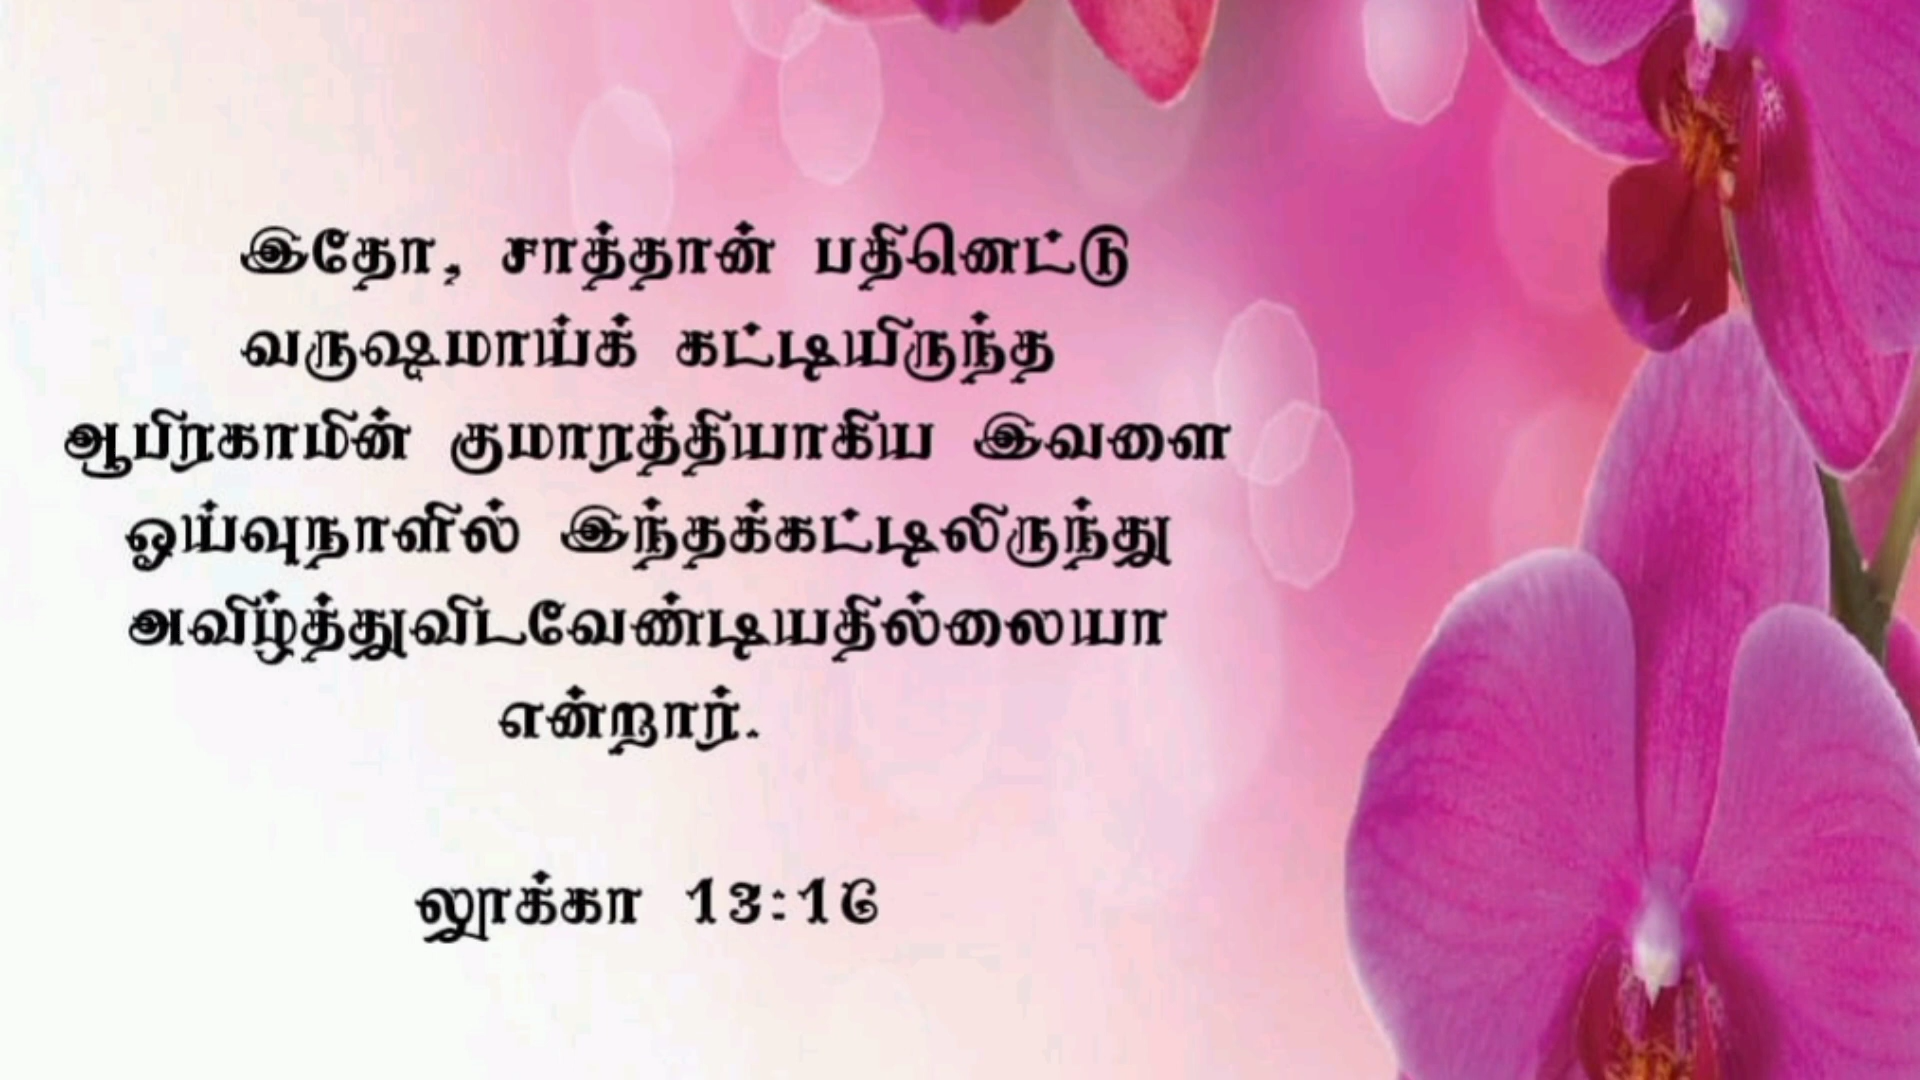 இதோ, சாத்தான் பதினெட்டு
வருஷமாய்க் கட்டியிருந்த
ஆபிரகாமின் குமாரத்தியாகிய இவளை
ஓய்வுநாளில் இந்தக்கட்டிலிருந்து
அவிழ்த்துவிடவேண்டியதில்லையா
என்றார்.
லூக்கா 13:16